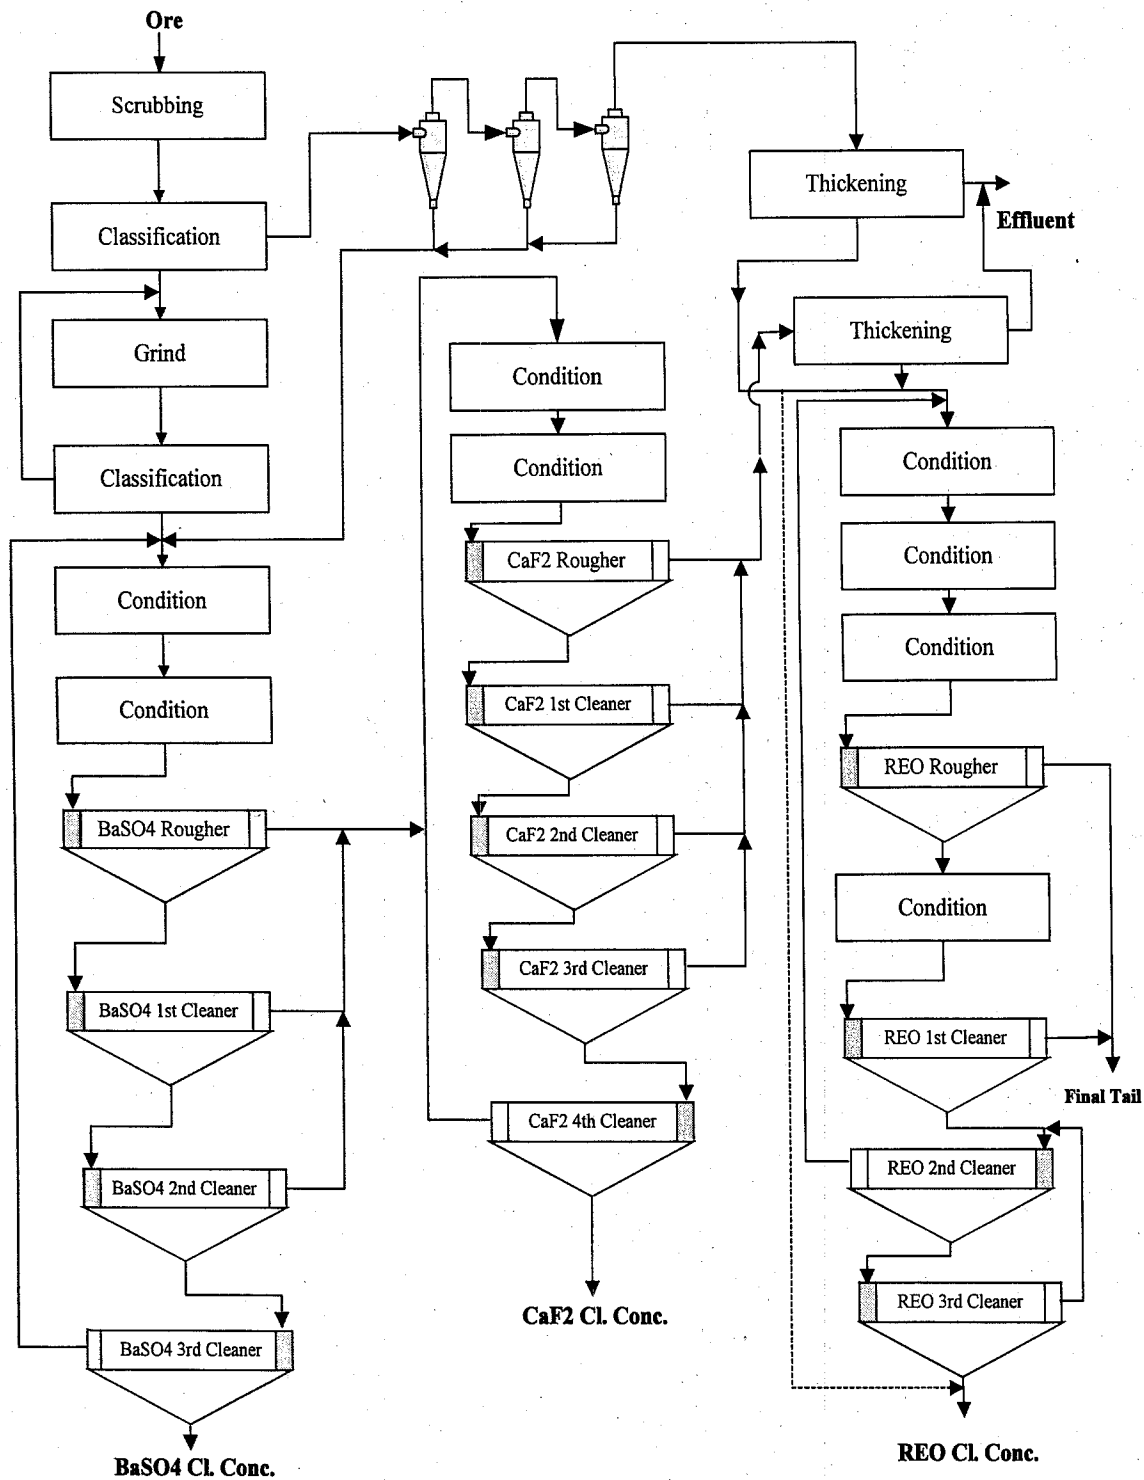 Ore
Scrubbing
Classification
Grind
Classification
Condition
Condition
BaSO4 Rougher
BaSO4 1st Cleaner
BaSO4 2nd Cleaner
BaSO4 3rd Cleaner
BaSO4 Cl. Conc.
Condition
Condition
CaF2 Rougher
CaF2 1st Cleaner
CaF2 2nd Cleaner
CaF2 3rd Cleaner
CaF2 4th Cleaner
CaF2 Cl. Conc.
Thickening
Effluent
Thickening
Condition
Condition
Condition
REO Rougher
Condition
REO 1st Cleaner
Final Tail
REO 2nd Cleaner
REO 3rd Cleaner
REO Cl. Conc.